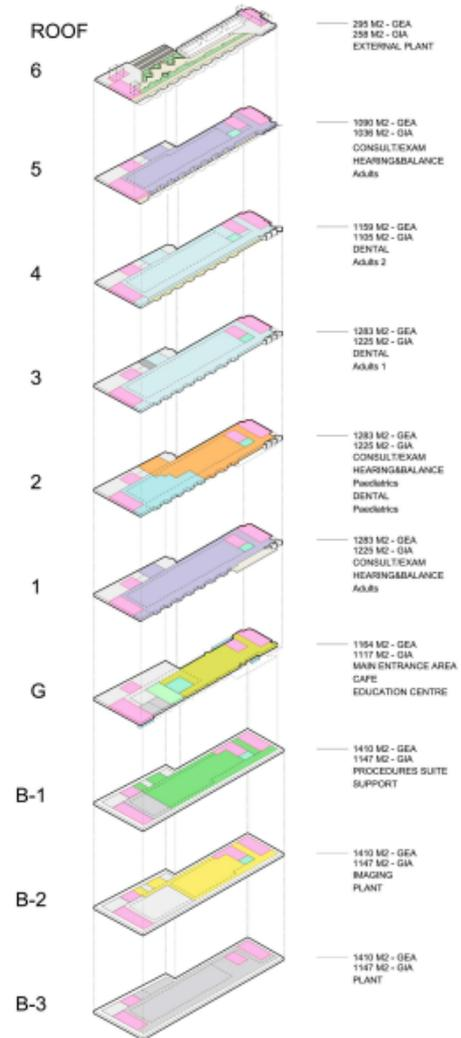 ROOF
6
295 M2 - GEA
258 M2 - GIA
EXTERNAL PLANT
5
1090 M2 - GEA
1036 M2 - GIA
CONSULT/EXAM
HEARING&BALANCE
Adults
4
1159 M2 - GEA
1105 M2 - GIA
DENTAL
Adults 2
3
1283 M2 - GEA
1225 M2 - GIA
DENTAL
Adults 1
2
1283 M2 - GEA
1225 M2 - GIA
CONSULT/EXAM
HEARING&BALANCE
Paediatrics
DENTAL
Paediatrics
1
1283 M2 - GEA
1225 M2 - GIA
CONSULT/EXAM
HEARING&BALANCE
Adults
G
1164 M2 - GEA
1117 M2 - GIA
MAIN ENTRANCE AREA
CAFE
EDUCATION CENTRE
B-1
1410 M2 - GEA
1147 M2 - GIA
PROCEDURES SUITE
SUPPORT
B-2
1410 M2 - GEA
1147 M2 - GIA
IMAGING
PLANT
B-3
1410 M2 - GEA
1147 M2 - GIA
PLANT